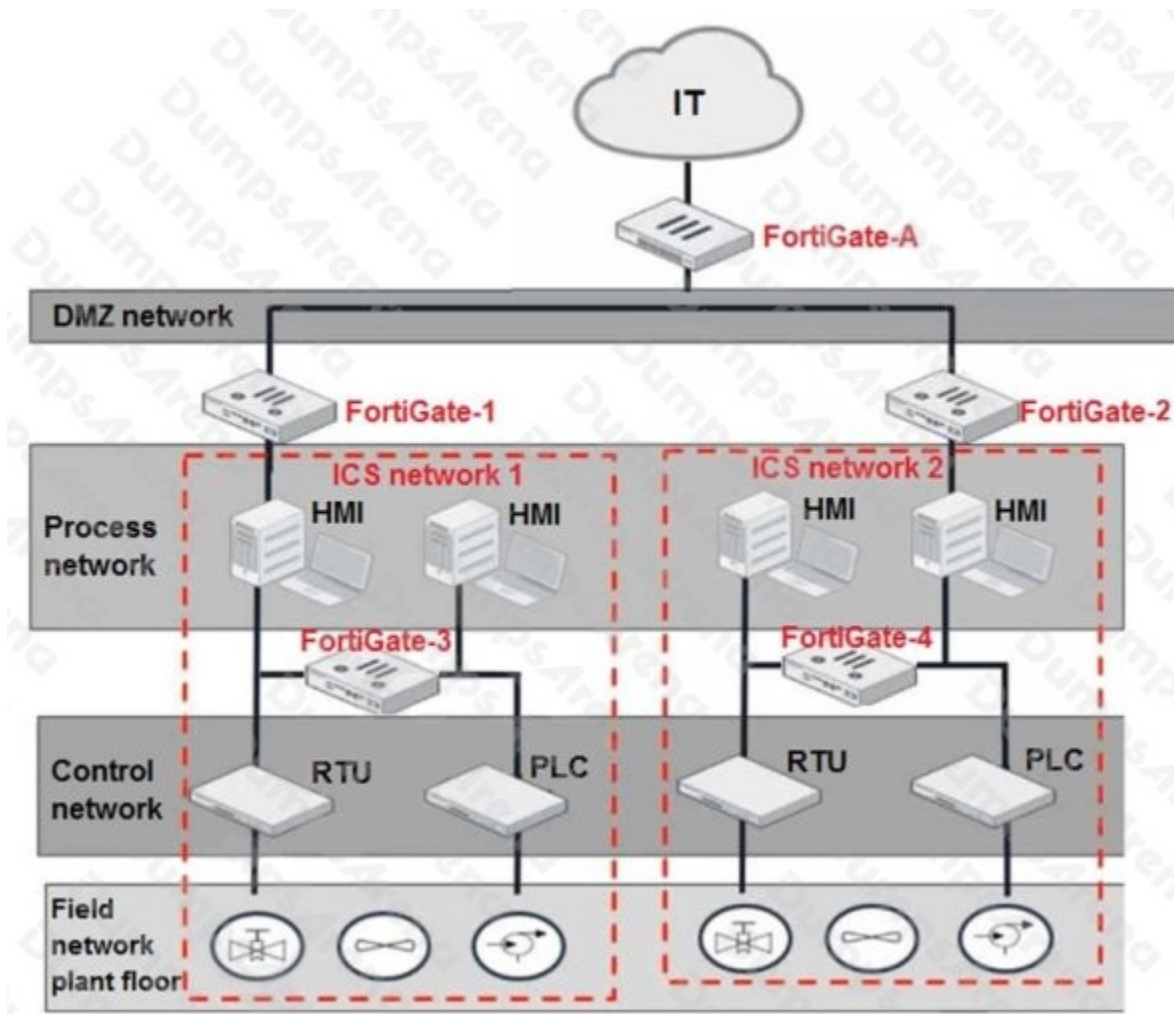 IT
FortiGate-A
DMZ network
FortiGate-1
FortiGate-2
ICS network 1
ICS network 2
HMI
HMI
HMI
HMI
Process
network
FortiGate-3
FortiGate-4
Control
network
RTU
PLC
RTU
PLC
Field
network
plant floor
DumpsArena